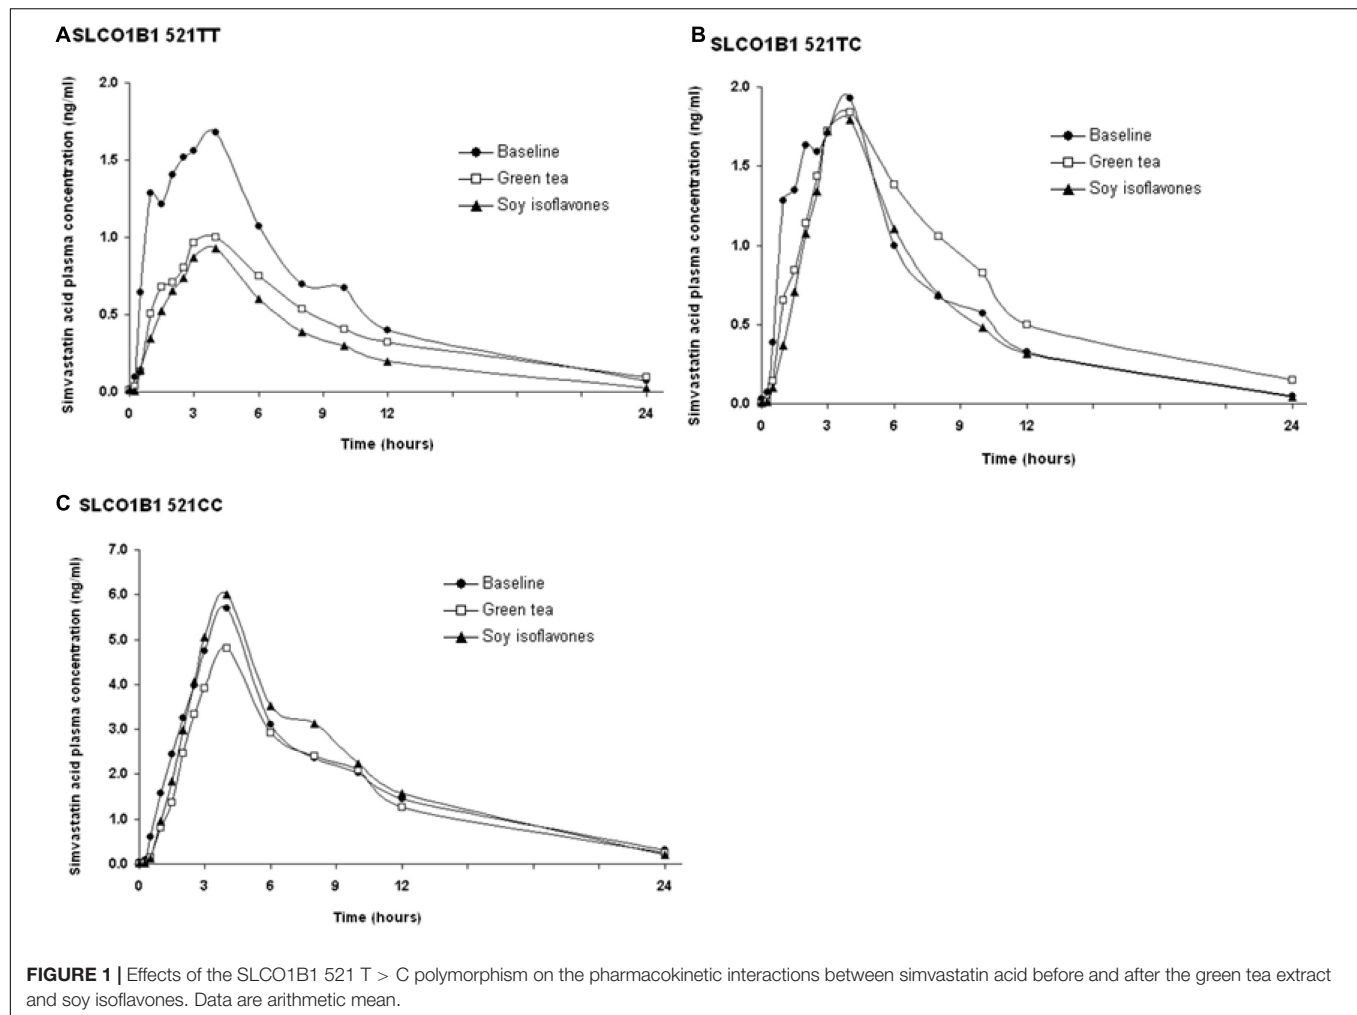 A SLCO1B1 521TT
Simvastatin acid plasma concentration (ng/ml)
2.0
1.5
1.0
0.5
0.0
0 3 6 9 12 24
Time (hours)
Baseline
Green tea
Soy isoflavones
B SLCO1B1 521TC
Simvastatin acid plasma concentration (ng/ml)
2.0
1.5
1.0
0.5
0.0
0 3 6 9 12 24
Time (hours)
Baseline
Green tea
Soy isoflavones
C SLCO1B1 521CC
Simvastatin acid plasma concentration (ng/ml)
7.0
6.0
5.0
4.0
3.0
2.0
1.0
0.0
0 3 6 9 12 24
Time (hours)
Baseline
Green tea
Soy isoflavones
FIGURE 1 | Effects of the SLCO1B1 521 T > C polymorphism on the pharmacokinetic interactions between simvastatin acid before and after the green tea extract
and soy isoflavones. Data are arithmetic mean.